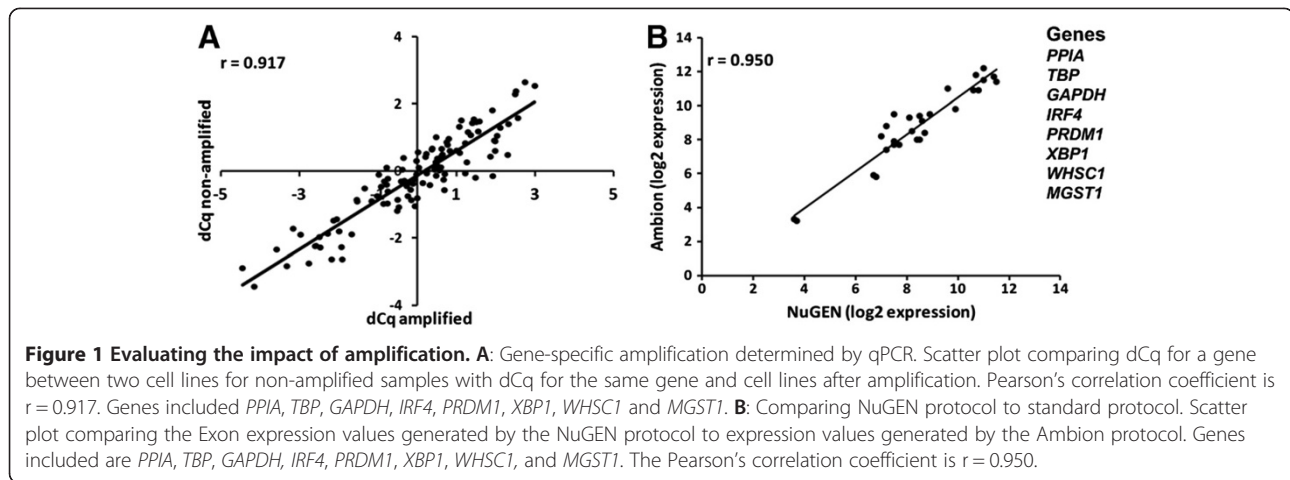 A
r = 0.917
4
2
0
-5
-3
-1
1
3
-2
-4
dCq non-amplified
dCq amplified
B
r = 0.950
14
12
10
8
6
4
2
0
0
2
4
6
8
10
12
14
Ambion (log2 expression)
NuGEN (log2 expression)
Genes
PPIA
TBP
GAPDH
IRF4
PRDM1
XBP1
WHSC1
MGST1
Figure 1 Evaluating the impact of amplification. A: Gene-specific amplification determined by qPCR. Scatter plot comparing dCq for a gene
between two cell lines for non-amplified samples with dCq for the same gene and cell lines after amplification. Pearson's correlation coefficient is
r = 0.917. Genes included PPIA, TBP, GAPDH, IRF4, PRDM1, XBP1, WHSC1 and MGST1. B: Comparing NuGEN protocol to standard protocol. Scatter
plot comparing the Exon expression values generated by the NuGEN protocol to expression values generated by the Ambion protocol. Genes
included are PPIA, TBP, GAPDH, IRF4, PRDM1, XBP1, WHSC1, and MGST1. The Pearson's correlation coefficient is r = 0.950.